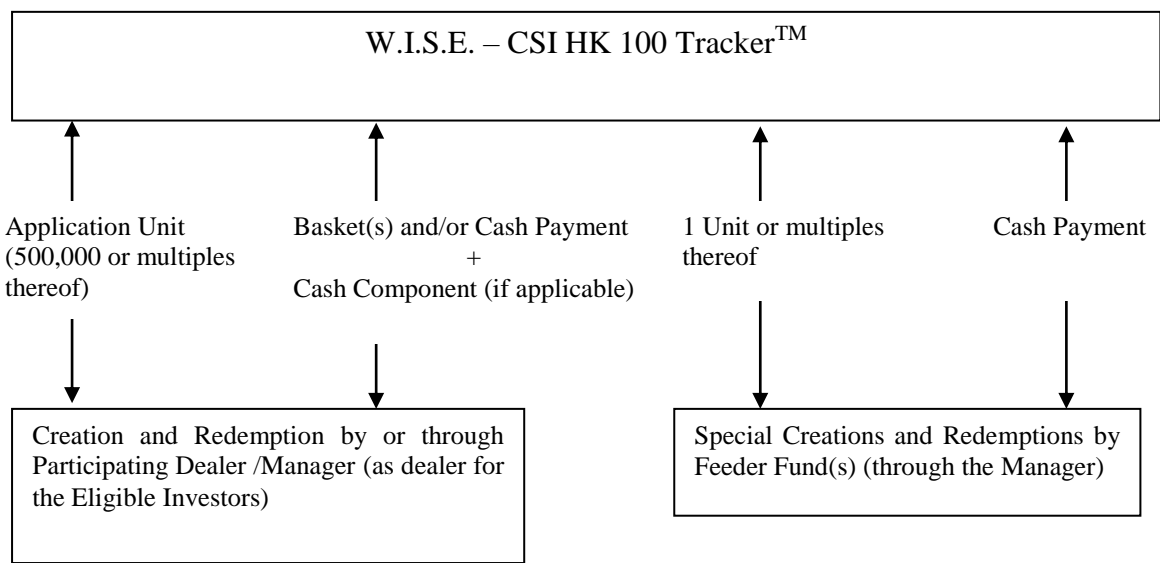 W.I.S.E. – CSI HK 100 Tracker™
Application Unit
(500,000 or multiples
thereof)
Basket(s) and/or Cash Payment
+
Cash Component (if applicable)
1 Unit or multiples
thereof
Cash Payment
Creation and Redemption by or through
Participating Dealer /Manager (as dealer for
the Eligible Investors)
Special Creations and Redemptions by
Feeder Fund(s) (through the Manager)